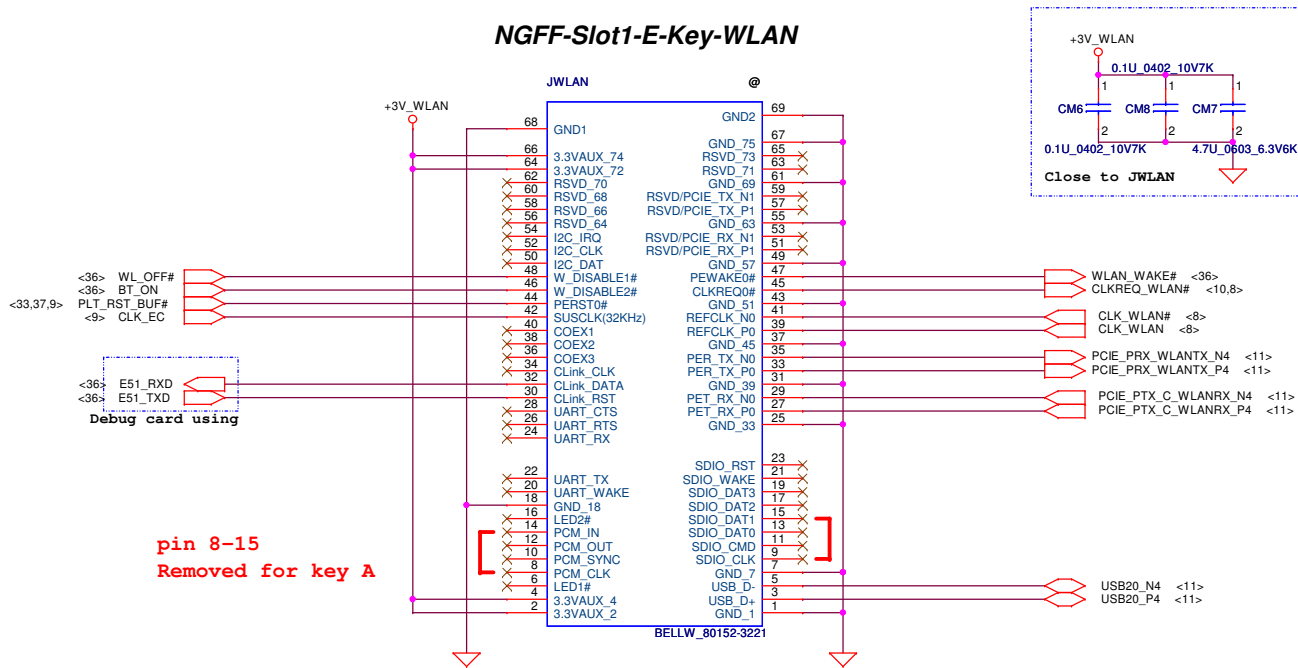 NGFF-Slot1-E-Key-WLAN
+3V_WLAN
0.1U_0402_10V7K
1 1 1
CM6 CM8 CM7
2 2 2
0.1U_0402_10V7K 4.7U_0603_6.3V6K
Close to JWLAN
JWLAN @
+3V_WLAN
68 GND1
66 3.3VAUX_74
64 3.3VAUX_72
62 RSVD_70
60 RSVD_68
58 RSVD_66
56 RSVD_64
54 I2C_IRQ
52 I2C_CLK
50 I2C_DAT
<36> WL_OFF# 48 W_DISABLE1#
<36> BT_ON 46 W_DISABLE2#
<33,37,9> PLT_RST_BUF# 44 PERST0#
<9> CLK_EC 42 SUSCLK(32KHz)
40 COEX1
38 COEX2
36 COEX3
34 CLink_CLK
<36> E51_RXD 32 CLink_DATA
<36> E51_TXD 30 CLink_RST
Debug card using
28 UART_CTS
26 UART_RTS
24 UART_RX
22 UART_TX
20 UART_WAKE
18 GND_18
16 LED2#
14 PCM_IN
12 PCM_OUT
10 PCM_SYNC
8 PCM_CLK
6 LED1#
4 3.3VAUX_4
2 3.3VAUX_2
pin 8-15
Removed for key A
GND2 69
GND_75 67
RSVD_73 65
RSVD_71 63
GND_69 61
RSVD/PCIE_TX_N1 59
RSVD/PCIE_TX_P1 57
GND_63 55
RSVD/PCIE_RX_N1 53
RSVD/PCIE_RX_P1 51
GND_57 49
PEWAKE0# 47 WLAN_WAKE# <36>
CLKREQ0# 45 CLKREQ_WLAN# <10,8>
GND_51 43
REFCLK_N0 41 CLK_WLAN# <8>
REFCLK_P0 39 CLK_WLAN <8>
GND_45 37
PER_TX_N0 35 PCIE_PRX_WLANTX_N4 <11>
PER_TX_P0 33 PCIE_PRX_WLANTX_P4 <11>
GND_39 31
PET_RX_N0 29 PCIE_PTX_C_WLANRX_N4 <11>
PET_RX_P0 27 PCIE_PTX_C_WLANRX_P4 <11>
GND_33 25
SDIO_RST 23
SDIO_WAKE 21
SDIO_DAT3 19
SDIO_DAT2 17
SDIO_DAT1 15
SDIO_DAT0 13
SDIO_CMD 11
SDIO_CLK 9
GND_7 7
USB_D- 5 USB20_N4 <11>
USB_D+ 3 USB20_P4 <11>
GND_1 1
BELLW_80152-3221